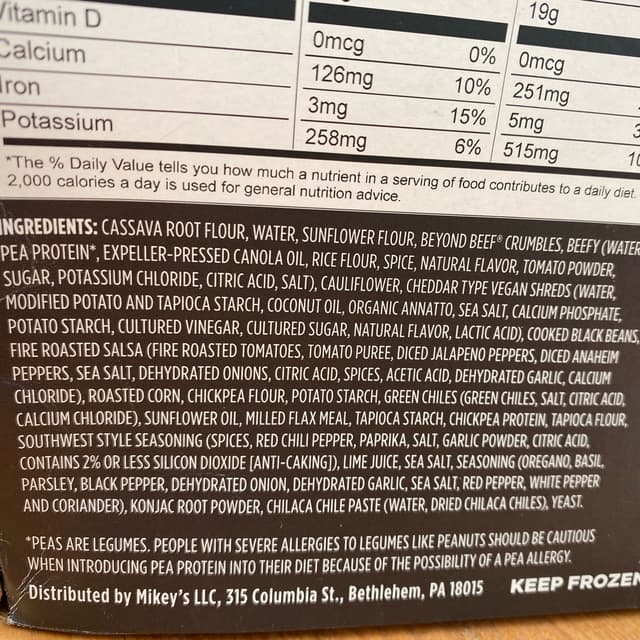 Vitamin D 0mcg 0% 0mcg
Calcium 126mg 10% 251mg
Iron 3mg 15% 5mg
Potassium 258mg 6% 515mg
19g
*The % Daily Value tells you how much a nutrient in a serving of food contributes to a daily diet.
2,000 calories a day is used for general nutrition advice.
INGREDIENTS: CASSAVA ROOT FLOUR, WATER, SUNFLOWER FLOUR, BEYOND BEEF® CRUMBLES, BEEFY (WATER,
PEA PROTEIN*, EXPELLER-PRESSED CANOLA OIL, RICE FLOUR, SPICE, NATURAL FLAVOR, TOMATO POWDER,
SUGAR, POTASSIUM CHLORIDE, CITRIC ACID, SALT), CAULIFLOWER, CHEDDAR TYPE VEGAN SHREDS (WATER,
MODIFIED POTATO AND TAPIOCA STARCH, COCONUT OIL, ORGANIC ANNATTO, SEA SALT, CALCIUM PHOSPHATE,
POTATO STARCH, CULTURED VINEGAR, CULTURED SUGAR, NATURAL FLAVOR, LACTIC ACID), COOKED BLACK BEANS,
FIRE ROASTED SALSA (FIRE ROASTED TOMATOES, TOMATO PUREE, DICED JALAPENO PEPPERS, DICED ANAHEIM
PEPPERS, SEA SALT, DEHYDRATED ONIONS, CITRIC ACID, SPICES, ACETIC ACID, DEHYDRATED GARLIC, CALCIUM
CHLORIDE), ROASTED CORN, CHICKPEA FLOUR, POTATO STARCH, GREEN CHILES (GREEN CHILES, SALT, CITRIC ACID,
CALCIUM CHLORIDE), SUNFLOWER OIL, MILLED FLAX MEAL, TAPIOCA STARCH, CHICKPEA PROTEIN, TAPIOCA FLOUR,
SOUTHWEST STYLE SEASONING (SPICES, RED CHILI PEPPER, PAPRIKA, SALT, GARLIC POWDER, CITRIC ACID,
CONTAINS 2% OR LESS SILICON DIOXIDE [ANTI-CAKING]), LIME JUICE, SEA SALT, SEASONING (OREGANO, BASIL,
PARSLEY, BLACK PEPPER, DEHYDRATED ONION, DEHYDRATED GARLIC, SEA SALT, RED PEPPER, WHITE PEPPER
AND CORIANDER), KONJAC ROOT POWDER, CHILACA CHILE PASTE (WATER, DRIED CHILACA CHILES), YEAST.
*PEAS ARE LEGUMES. PEOPLE WITH SEVERE ALLERGIES TO LEGUMES LIKE PEANUTS SHOULD BE CAUTIOUS
WHEN INTRODUCING PEA PROTEIN INTO THEIR DIET BECAUSE OF THE POSSIBILITY OF A PEA ALLERGY.
Distributed by Mikey's LLC, 315 Columbia St., Bethlehem, PA 18015 KEEP FROZEN